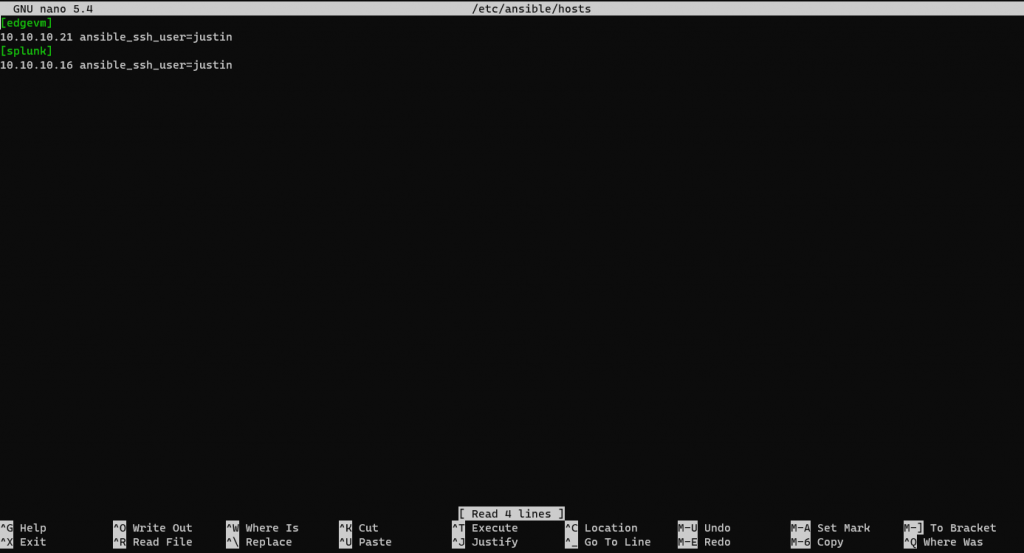 GNU nano 5.4 /etc/ansible/hosts
[edgevm]
10.10.10.21 ansible_ssh_user=justin
[splunk]
10.10.10.16 ansible_ssh_user=justin
[ Read 4 lines ]
^G Help ^O Write Out ^W Where Is ^K Cut ^T Execute ^C Location M-U Undo M-A Set Mark M-] To Bracket
^X Exit ^R Read File ^\ Replace ^U Paste ^J Justify ^_ Go To Line M-E Redo M-6 Copy ^Q Where Was